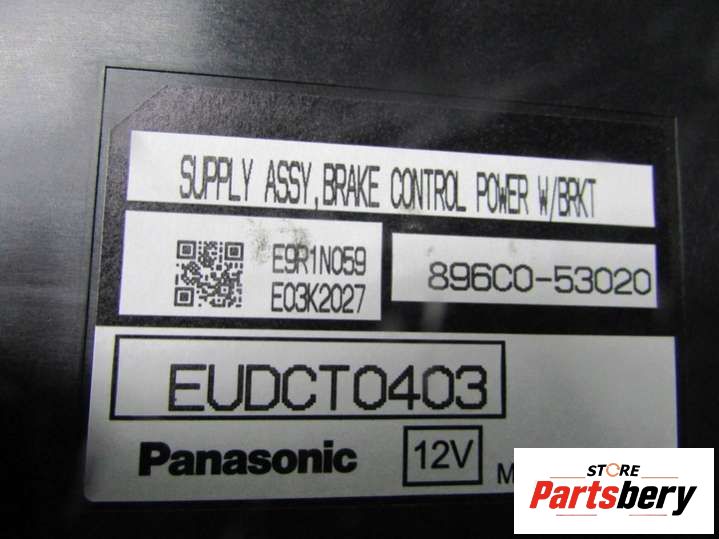 SUPPLY ASSY,BRAKE CONTROL POWER W/BRKT
E9R1N059
E03K2027
896C0-53020
EUDCT0403
Panasonic
12V
M
STORE
Partsbery